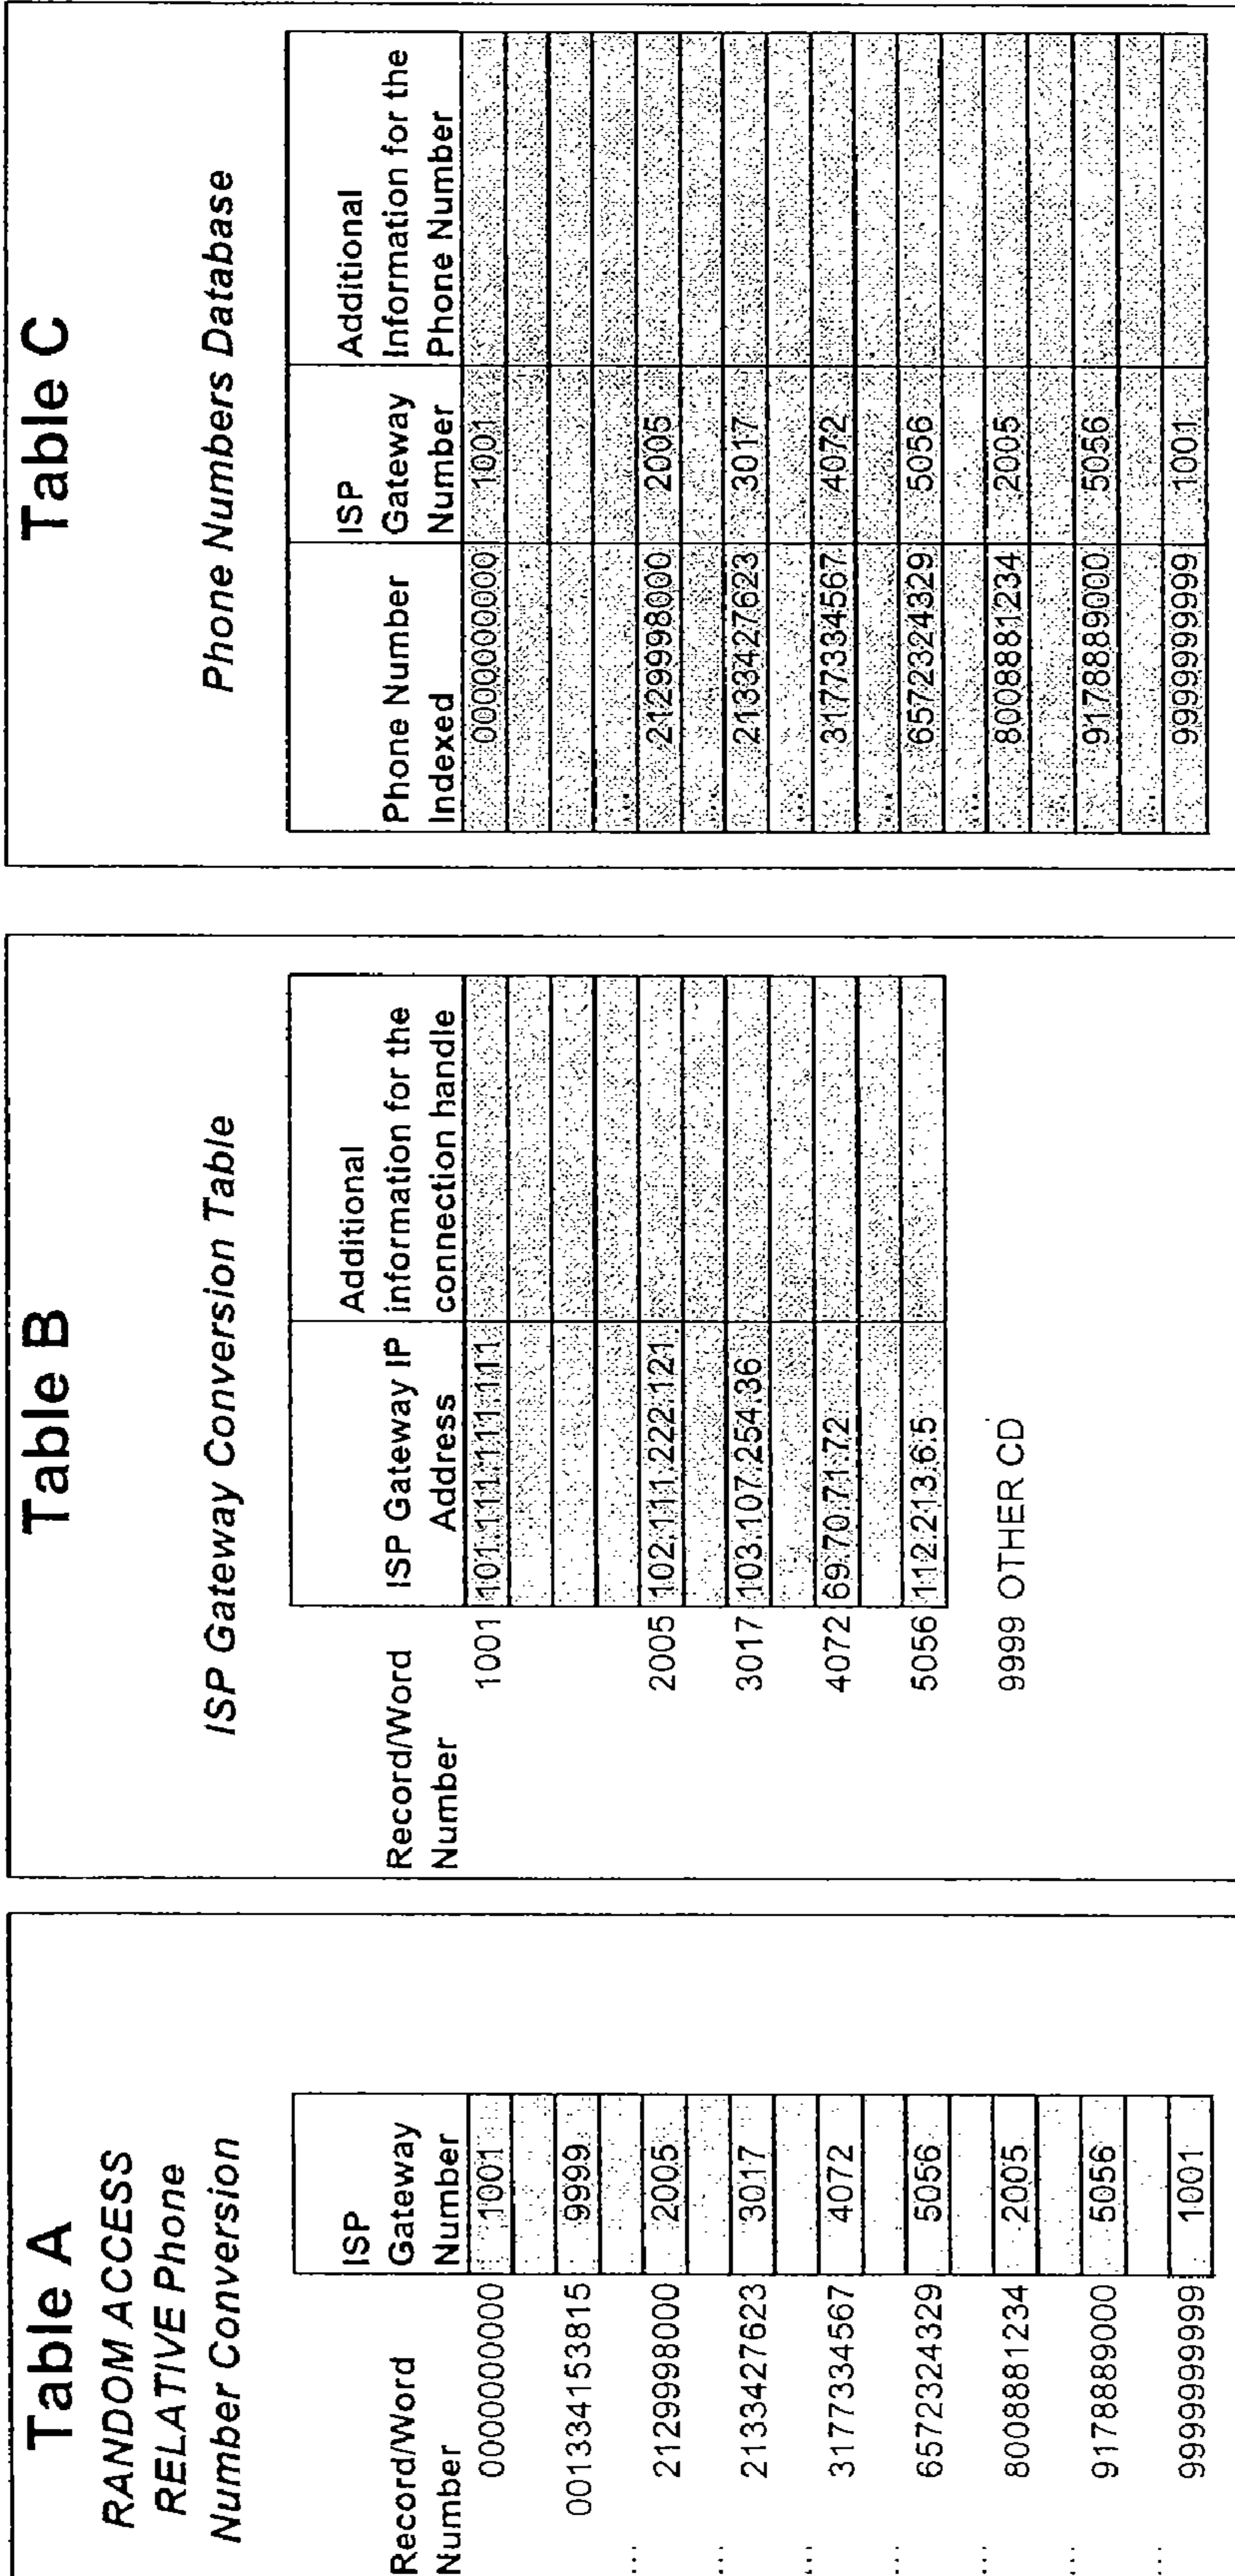 Table A
RANDOM ACCESS
RELATIVE Phone
Number Conversion
ISP
Record/Word Gateway
Number Number
0000000000 1001
001334153815 9999
...
2129998000 2005
...
2133427623 3017
...
3177334567 4072
...
6572324329 5056
...
8008881234 2005
...
9178889000 5056
...
9999999999 1001
Table B
ISP Gateway Conversion Table
Additional
Record/Word ISP Gateway IP information for the
Number Address connection handle
1001 101.111.111.111
2005 102.111.222.121
3017 103.107.254.36
4072 69.70.71.72
5056 112.213.6.5
9999 OTHER CD
Table C
Phone Numbers Database
ISP Additional
Phone Number Gateway Information for the
Indexed Number Phone Number
0000000000 1001
...
2129998000 2005
...
2133427623 3017
...
3177334567 4072
...
6572324329 5056
...
8008881234 2005
...
9178889000 5056
...
9999999999 1001